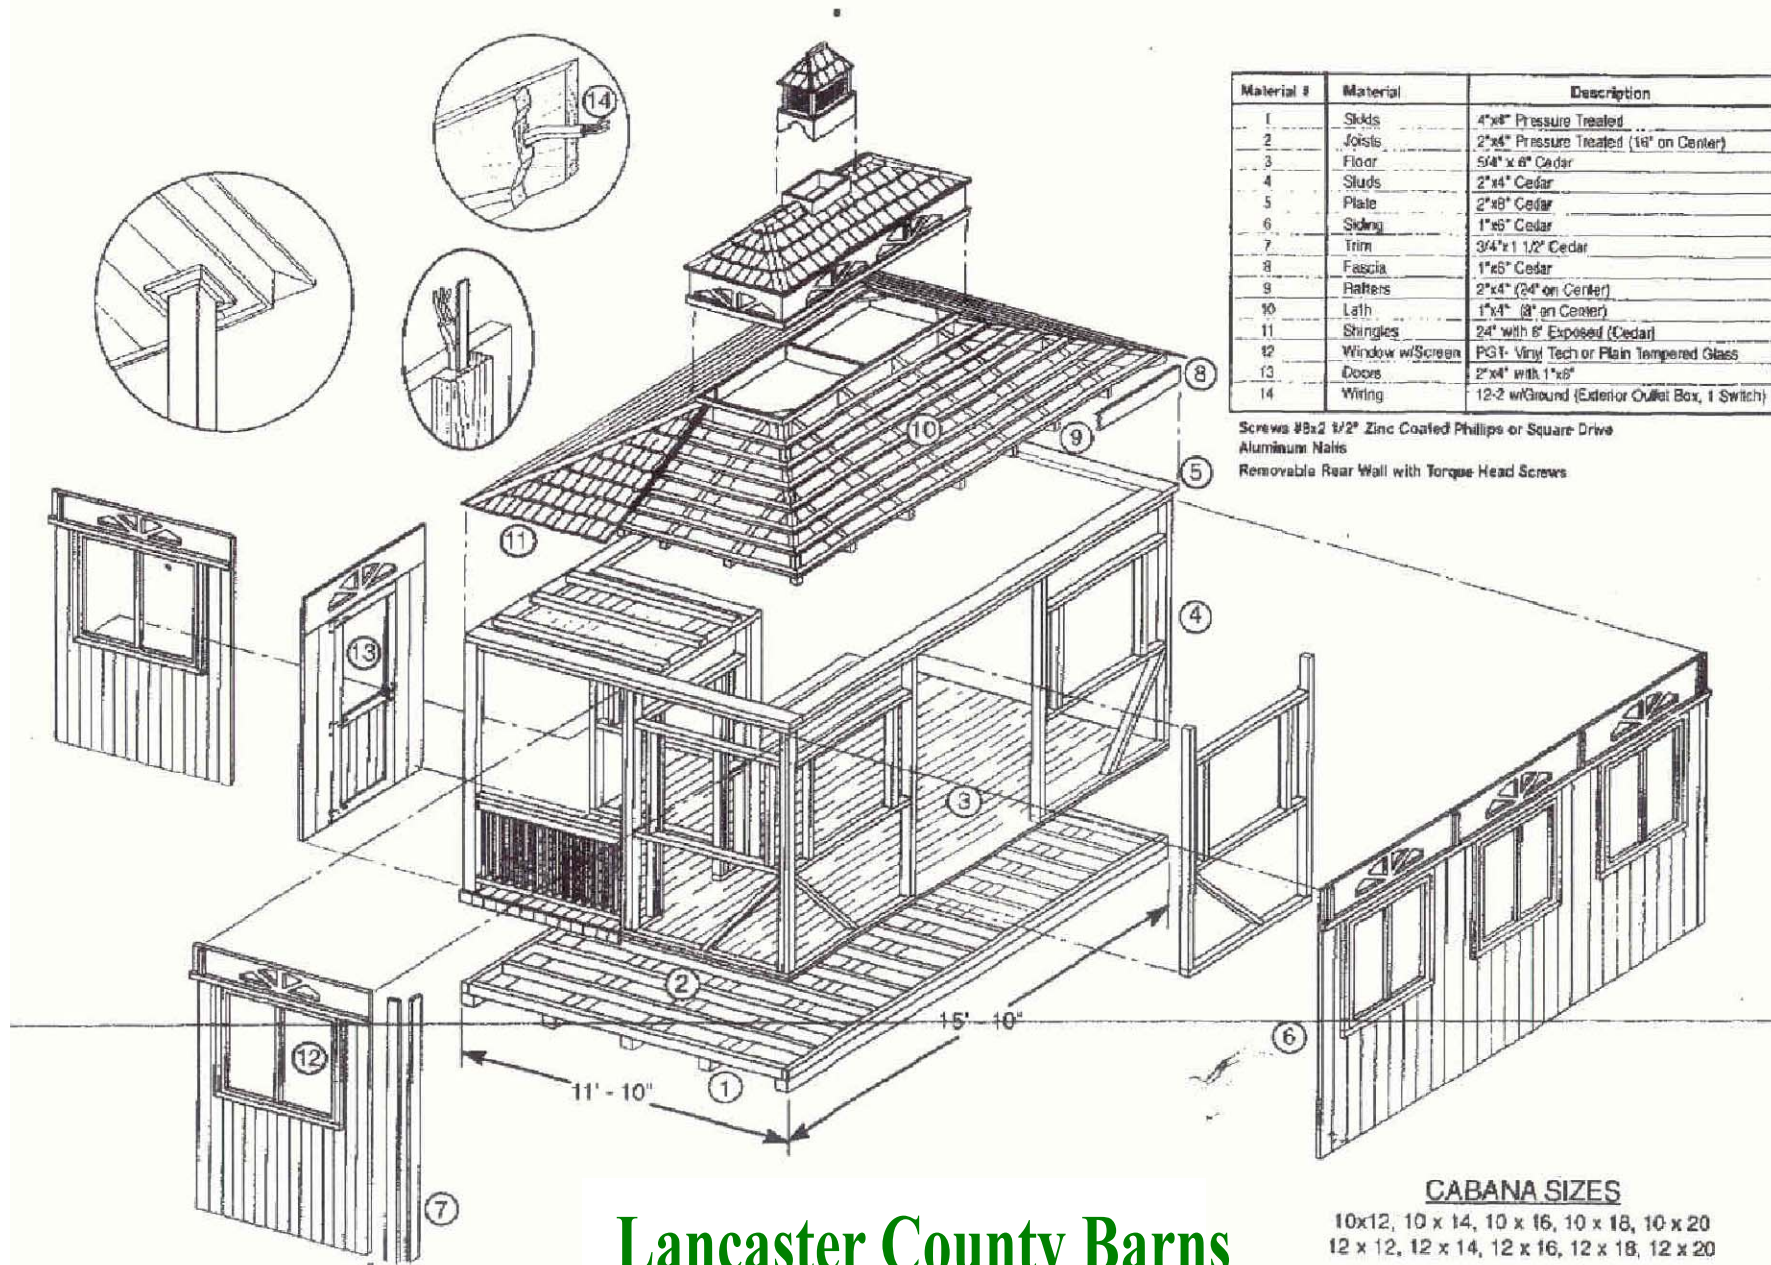 Material # Material Description
1 Skids 4"x6" Pressure Treated
2 Joists 2"x4" Pressure Treated (16" on Center)
3 Floor 5/4" x 6" Cedar
4 Studs 2"x4" Cedar
5 Plate 2"x8" Cedar
6 Siding 1"x6" Cedar
7 Trim 3/4"x1 1/2" Cedar
8 Fascia 1"x6" Cedar
9 Rafters 2"x4" (24" on Center)
10 Lath 1"x4" (8" on Center)
11 Shingles 24" with 8" Exposed (Cedar)
12 Window w/Screen PGT- Vinyl Tech or Plain Tempered Glass
13 Doors 2"x4" with 1"x6"
14 Wiring 12-2 w/Ground (Exterior Outlet Box, 1 Switch)
Screws #8x2 1/2" Zinc Coated Phillips or Square Drive
Aluminum Nails
Removable Rear Wall with Torque Head Screws
14
8
10
9
5
11
4
13
3
2
15' - 10"
6
12
11' - 10"
1
7
CABANA SIZES
10x12, 10 x 14, 10 x 16, 10 x 18, 10 x 20
12 x 12, 12 x 14, 12 x 16, 12 x 18, 12 x 20
Lancaster County Barns